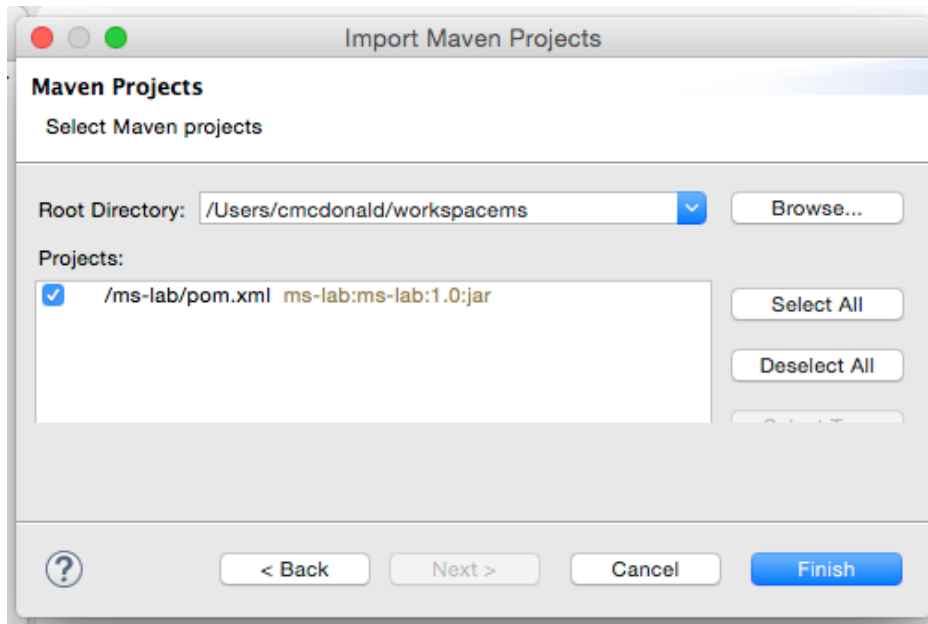 Import Maven Projects
Maven Projects
Select Maven projects
Root Directory: /Users/cmcdonald/workspacems Browse...
Projects:
/ms-lab/pom.xml ms-lab:ms-lab:1.0:jar
Select All
Deselect All
? < Back Next > Cancel Finish